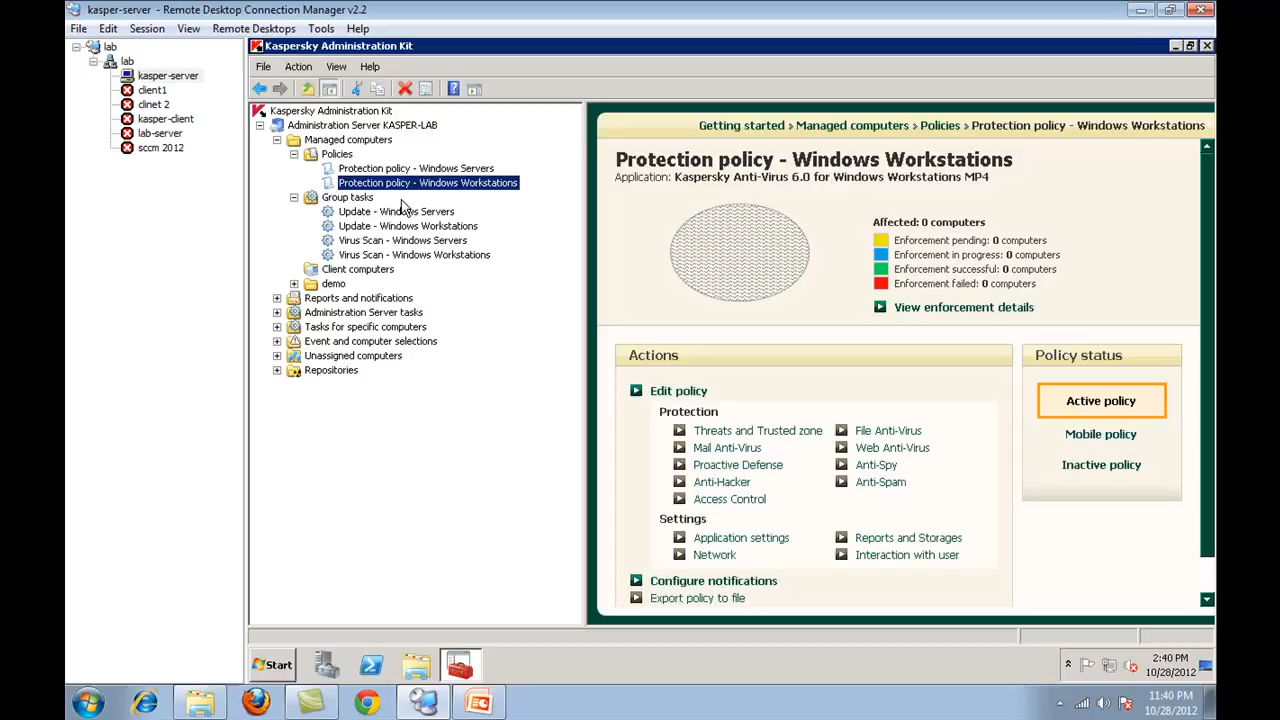 kasper-server - Remote Desktop Connection Manager v2.2
File Edit Session View Remote Desktops Tools Help
lab
lab
kasper-server
client1
clinet 2
kasper-client
lab-server
sccm 2012
Kaspersky Administration Kit
File Action View Help
Kaspersky Administration Kit
Administration Server KASPER-LAB
Managed computers
Policies
Protection policy - Windows Servers
Protection policy - Windows Workstations
Group tasks
Update - Windows Servers
Update - Windows Workstations
Virus Scan - Windows Servers
Virus Scan - Windows Workstations
Client computers
demo
Reports and notifications
Administration Server tasks
Tasks for specific computers
Event and computer selections
Unassigned computers
Repositories
Getting started › Managed computers › Policies › Protection policy - Windows Workstations
Protection policy - Windows Workstations
Application: Kaspersky Anti-Virus 6.0 for Windows Workstations MP4
Affected: 0 computers
Enforcement pending: 0 computers
Enforcement in progress: 0 computers
Enforcement successful: 0 computers
Enforcement failed: 0 computers
View enforcement details
Actions
Edit policy
Protection
Threats and Trusted zone File Anti-Virus
Mail Anti-Virus Web Anti-Virus
Proactive Defense Anti-Spy
Anti-Hacker Anti-Spam
Access Control
Settings
Application settings Reports and Storages
Network Interaction with user
Configure notifications
Export policy to file
Policy status
Active policy
Mobile policy
Inactive policy
Start
2:40 PM
10/28/2012
11:40 PM
10/28/2012